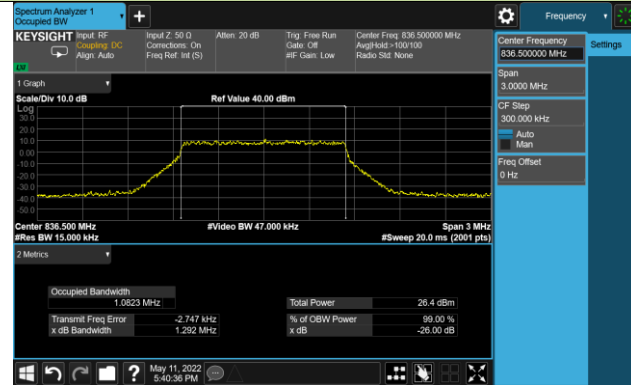 Spectrum Analyzer 1
Occupied BW
Frequency
KEYSIGHT
Input: RF
Coupling: DC
Align: Auto
Input Z: 50 Ω
Corrections: On
Freq Ref: Int (S)
Atten: 20 dB
Trig: Free Run
Gate: Off
#IF Gain: Low
Center Freq: 836.500000 MHz
Avg|Hold:>100/100
Radio Std: None
LXI
1 Graph
Scale/Div 10.0 dB
Ref Value 40.00 dBm
Log
30.0
20.0
10.0
0.00
-10.0
-20.0
-30.0
-40.0
-50.0
Center 836.500 MHz
#Video BW 47.000 kHz
Span 3 MHz
#Res BW 15.000 kHz
#Sweep 20.0 ms (2001 pts)
2 Metrics
Occupied Bandwidth
1.0823 MHz
Total Power
26.4 dBm
Transmit Freq Error
-2.747 kHz
% of OBW Power
99.00 %
x dB Bandwidth
1.292 MHz
x dB
-26.00 dB
Center Frequency
836.500000 MHz
Settings
Span
3.0000 MHz
CF Step
300.000 kHz
Auto
Man
Freq Offset
0 Hz
?
May 11, 2022
5:40:36 PM